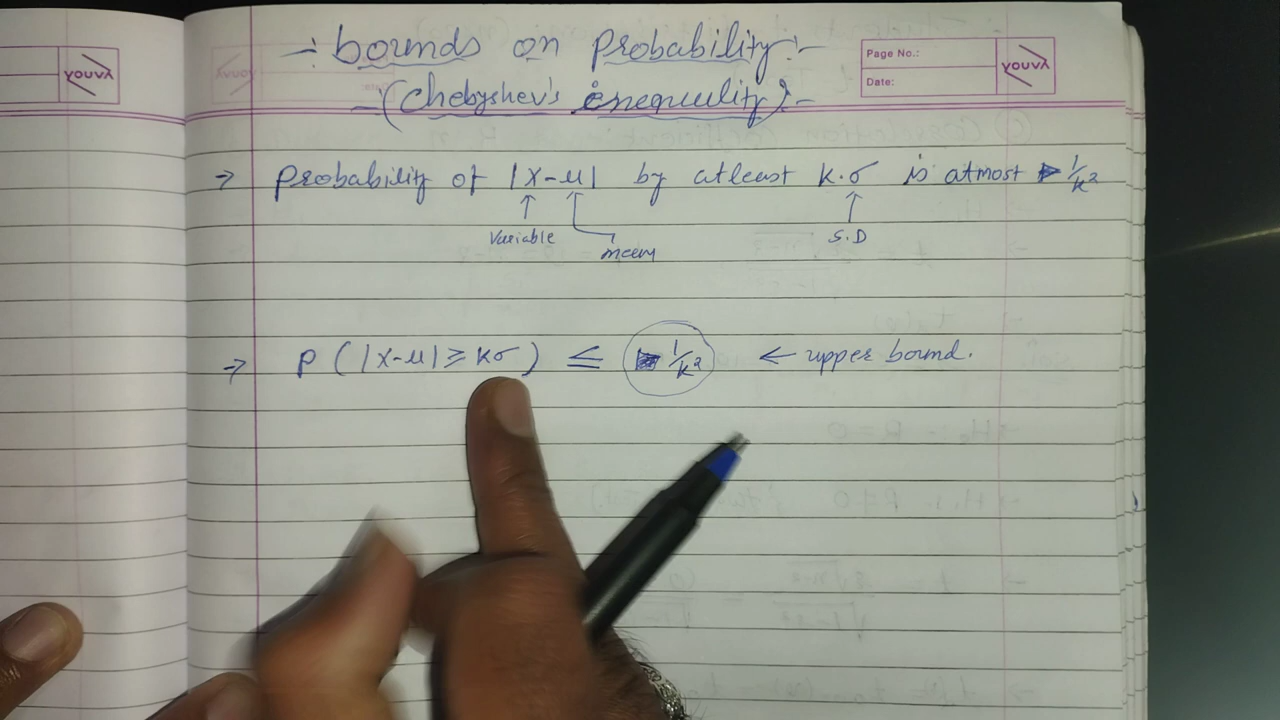 -: bounds on Probability :-
-(Chebyshev's inequality)-
Page No.:
Date:
youva
youva
→ Probability of |X-μ| by atleast k.σ is atmost 1/k²
Variable
mean
S.D
→ P ( |X-μ| ≥ kσ ) ≤ 1/k² ← upper bound.